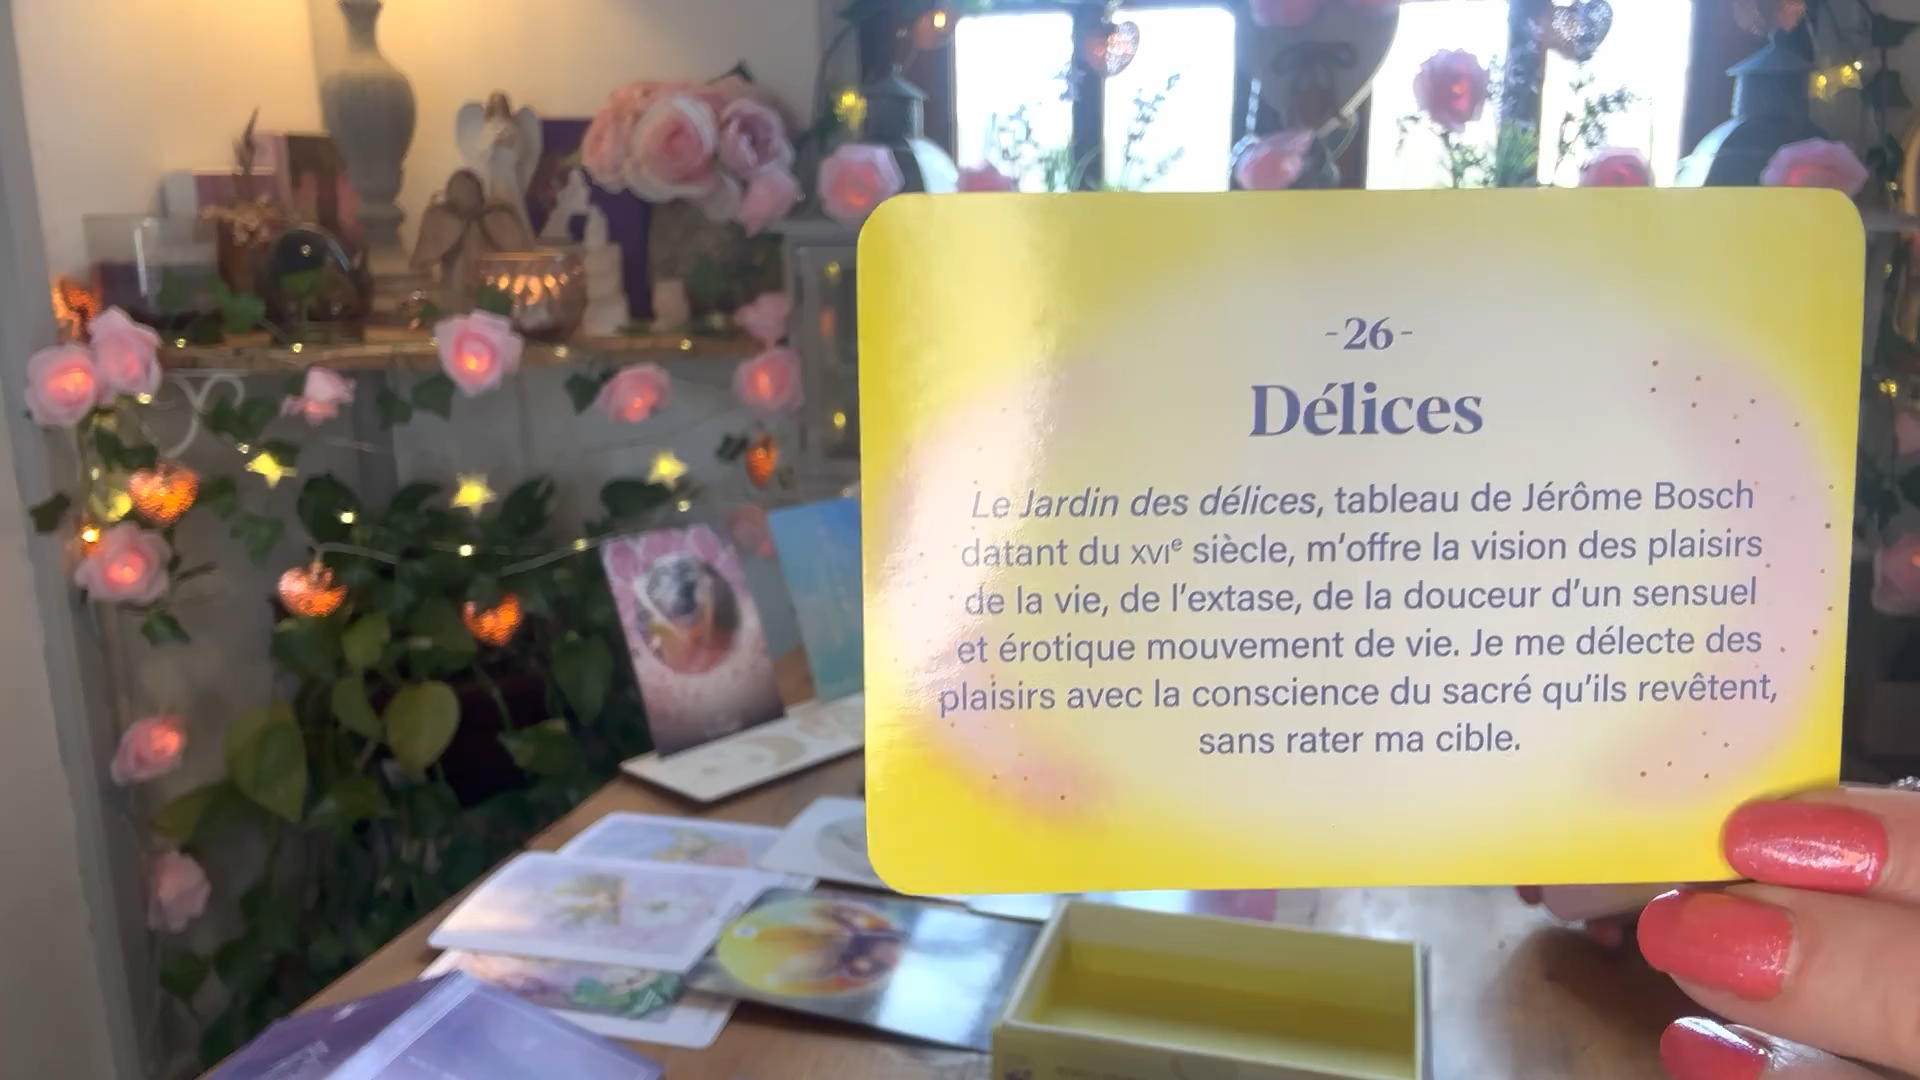 -26-
Délices
Le Jardin des délices, tableau de Jérôme Bosch
datant du XVIe siècle, m'offre la vision des plaisirs
de la vie, de l'extase, de la douceur d'un sensuel
et érotique mouvement de vie. Je me délecte des
plaisirs avec la conscience du sacré qu'ils revêtent,
sans rater ma cible.